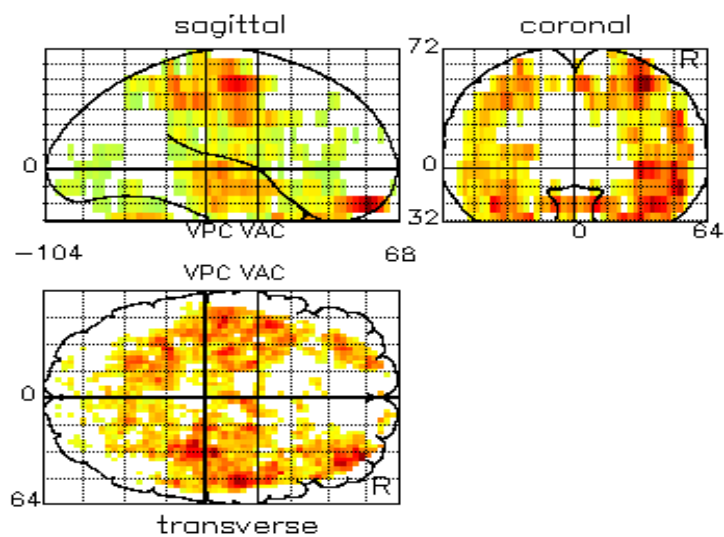 sagittal
coronal
72
R
0
0
32
VPC VAC
0
64
-104
68
VPC VAC
0
64
R
transverse